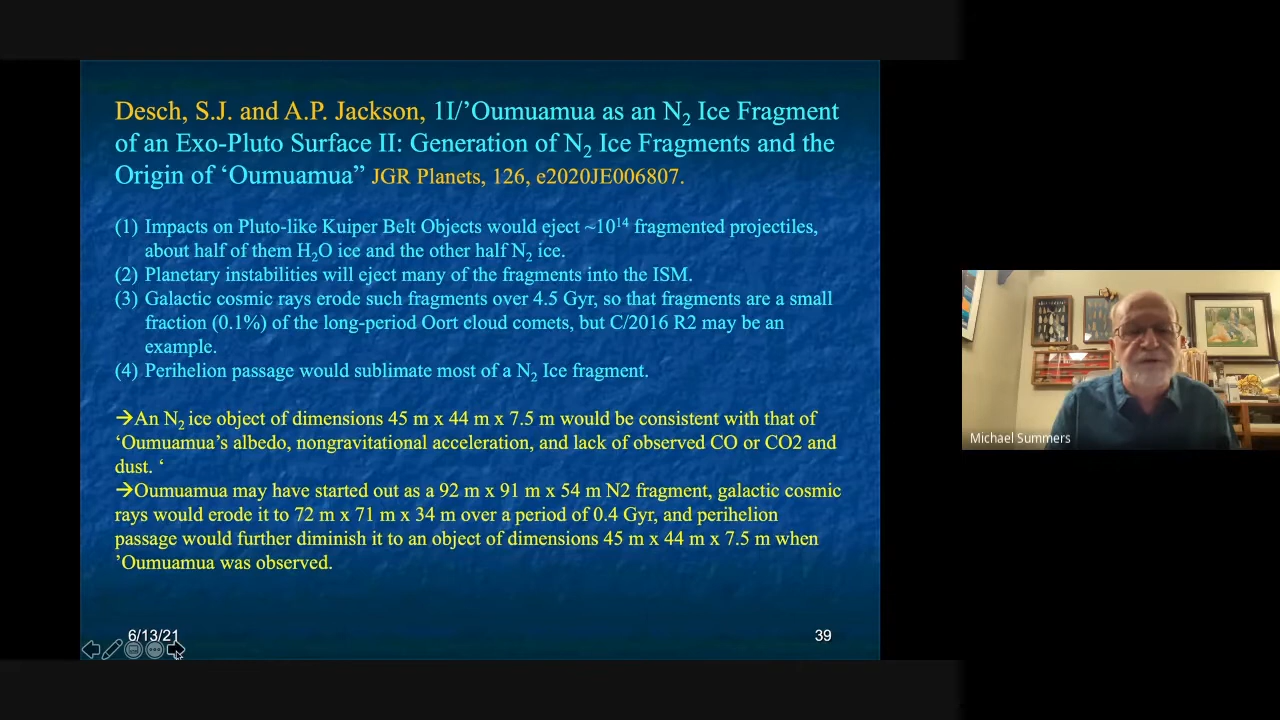 Desch, S.J. and A.P. Jackson, 1I/’Oumuamua as an N₂ Ice Fragment
of an Exo-Pluto Surface II: Generation of N₂ Ice Fragments and the
Origin of ‘Oumuamua” JGR Planets, 126, e2020JE006807.
(1) Impacts on Pluto-like Kuiper Belt Objects would eject ~10¹⁴ fragmented projectiles,
about half of them H₂O ice and the other half N₂ ice.
(2) Planetary instabilities will eject many of the fragments into the ISM.
(3) Galactic cosmic rays erode such fragments over 4.5 Gyr, so that fragments are a small
fraction (0.1%) of the long-period Oort cloud comets, but C/2016 R2 may be an
example.
(4) Perihelion passage would sublimate most of a N₂ Ice fragment.
→An N₂ ice object of dimensions 45 m x 44 m x 7.5 m would be consistent with that of
‘Oumuamua’s albedo, nongravitational acceleration, and lack of observed CO or CO2 and
dust. ‘
→Oumuamua may have started out as a 92 m x 91 m x 54 m N2 fragment, galactic cosmic
rays would erode it to 72 m x 71 m x 34 m over a period of 0.4 Gyr, and perihelion
passage would further diminish it to an object of dimensions 45 m x 44 m x 7.5 m when
’Oumuamua was observed.
6/13/21
39
Michael Summers